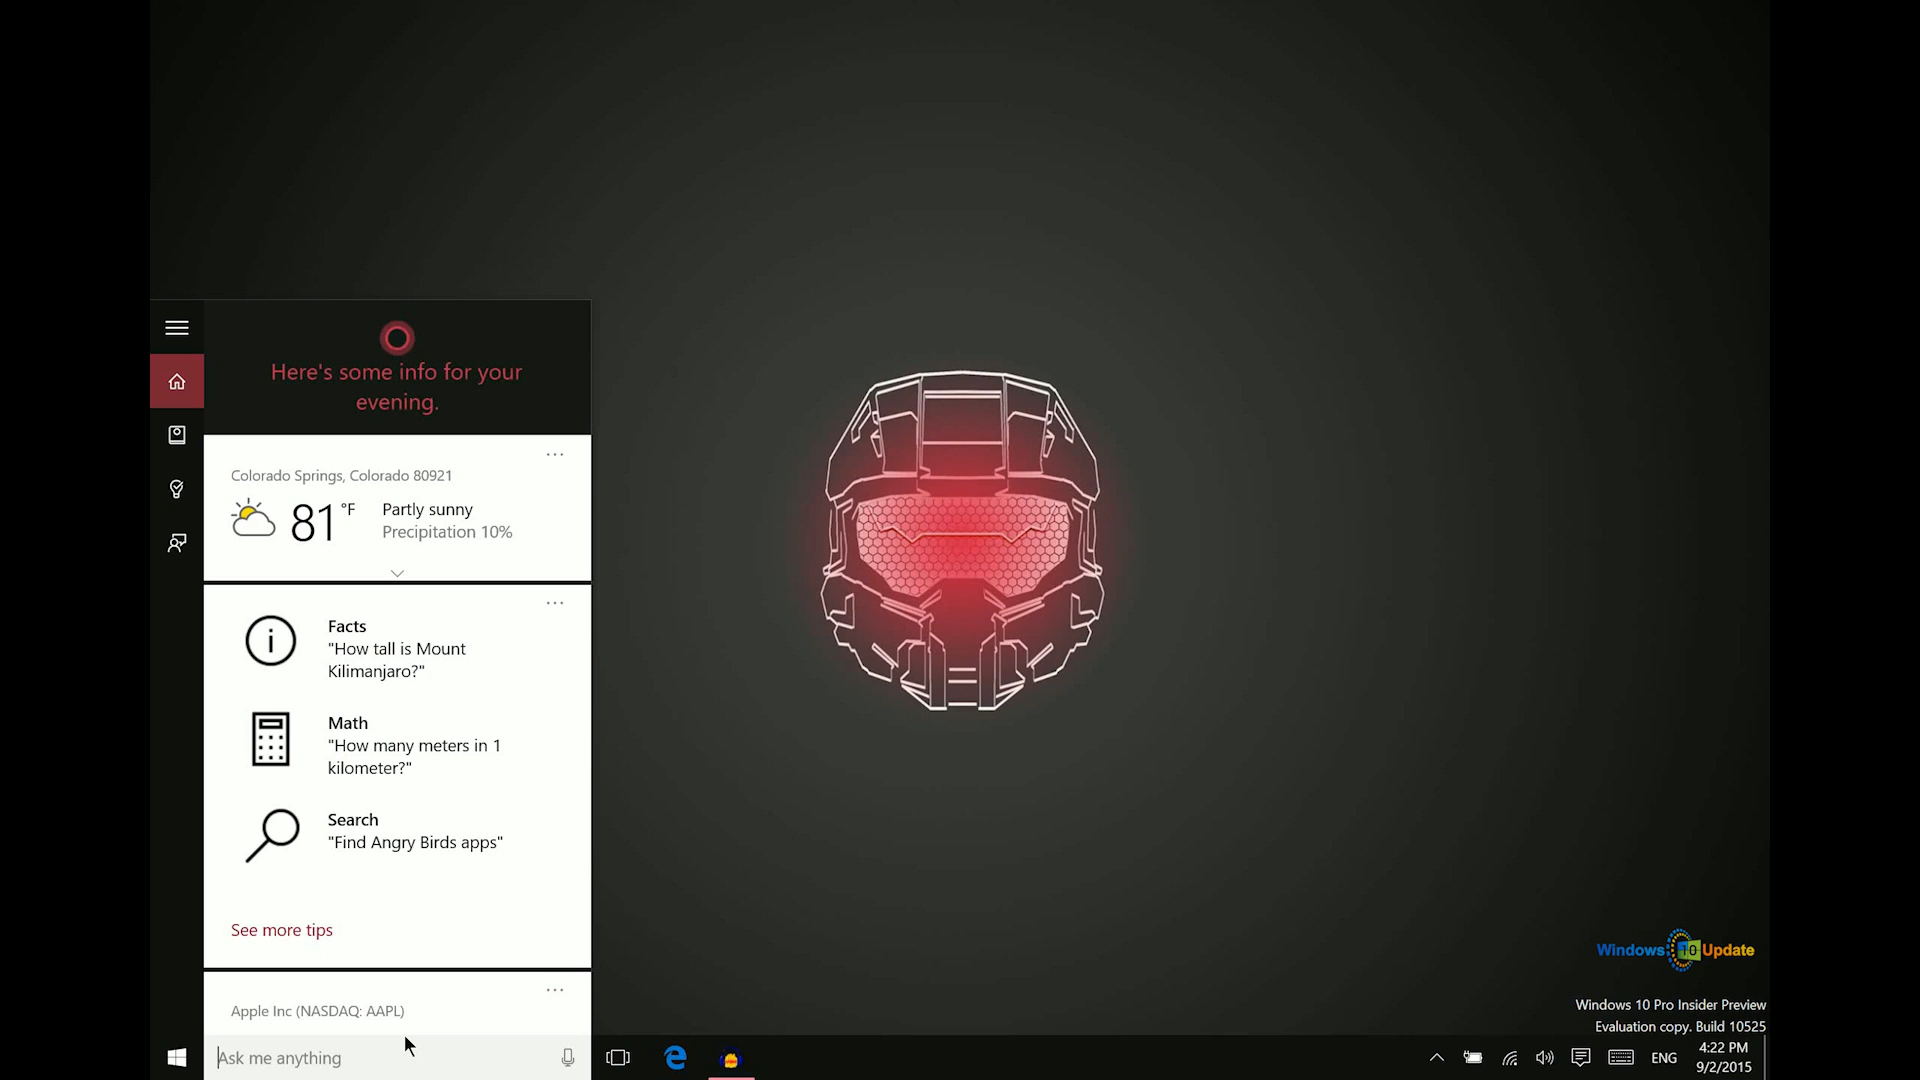 Here's some info for your
evening.
Colorado Springs, Colorado 80921
81 °F
Partly sunny
Precipitation 10%
Facts
"How tall is Mount
Kilimanjaro?"
Math
"How many meters in 1
kilometer?"
Search
"Find Angry Birds apps"
See more tips
Apple Inc (NASDAQ: AAPL)
Ask me anything
Windows 10 Update
Windows 10 Pro Insider Preview
Evaluation copy. Build 10525
ENG
4:22 PM
9/2/2015